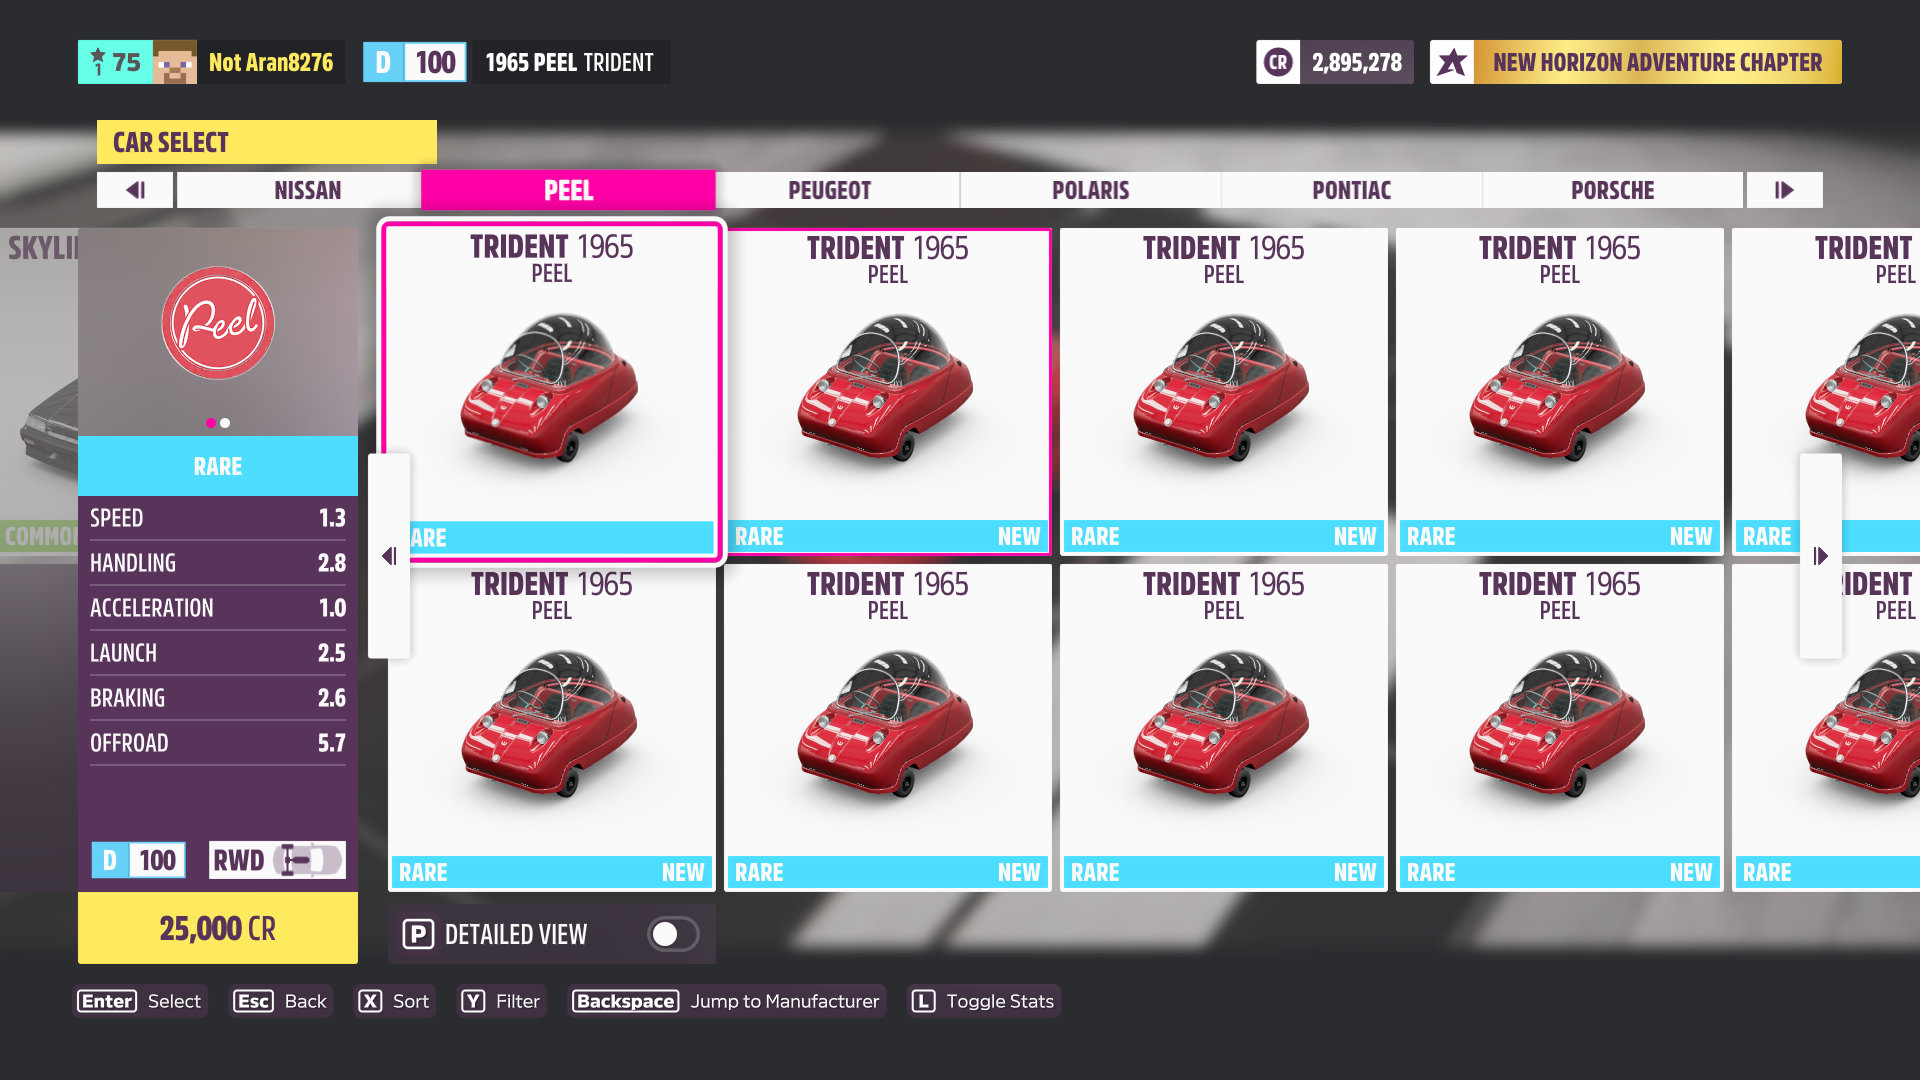 ★ 1 75 Not Aran8276 D 100 1965 PEEL TRIDENT CR 2,895,278 NEW HORIZON ADVENTURE CHAPTER
CAR SELECT
NISSAN PEEL PEUGEOT POLARIS PONTIAC PORSCHE
SKYLI
Peel
RARE
SPEED 1.3
HANDLING 2.8
ACCELERATION 1.0
LAUNCH 2.5
BRAKING 2.6
OFFROAD 5.7
D 100 RWD
25,000 CR
COMMO
TRIDENT 1965
PEEL
ARE
TRIDENT 1965
PEEL
RARE NEW
TRIDENT 1965
PEEL
RARE NEW
TRIDENT 1965
PEEL
RARE NEW
TRIDENT
PEEL
RARE
TRIDENT 1965
PEEL
RARE NEW
TRIDENT 1965
PEEL
RARE NEW
TRIDENT 1965
PEEL
RARE NEW
TRIDENT 1965
PEEL
RARE NEW
RIDENT
PEEL
RARE
P DETAILED VIEW
Enter Select Esc Back X Sort Y Filter Backspace Jump to Manufacturer L Toggle Stats